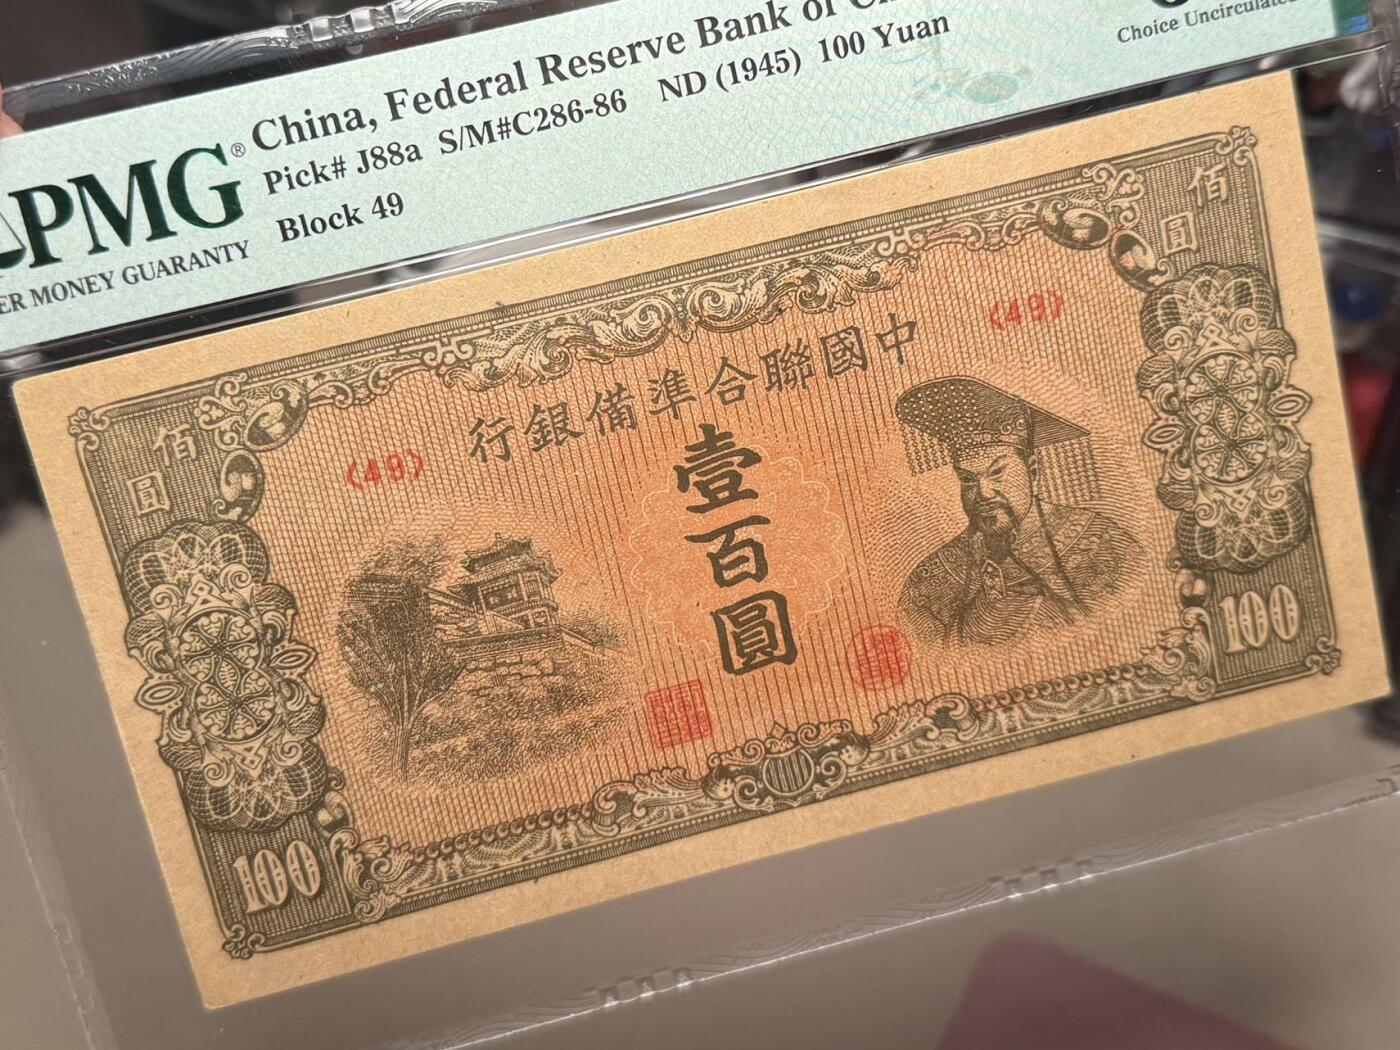 China, Federal Reserve Bank of
Pick# J88a S/M#C286-86 ND (1945) 100 Yuan
Block 49
Choice Uncirculated
PMG®
MONEY GUARANTY
佰圓
佰圓
中國聯合準備銀行
〈49〉
〈49〉
壹百圓
100
100